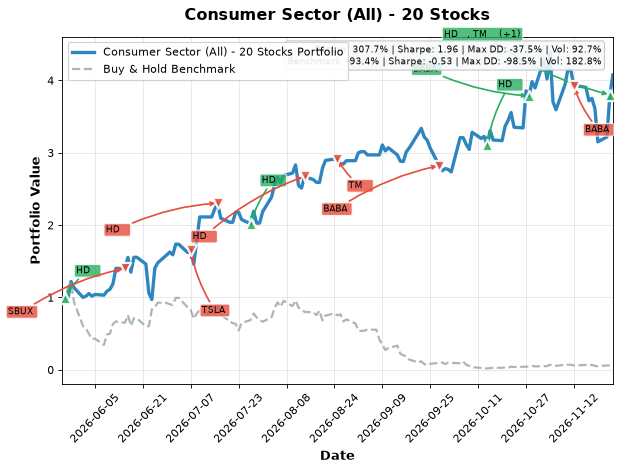 Consumer Sector (All) - 20 Stocks
HD , TM (+1)
Consumer Sector (All) - 20 Stocks Portfolio
Buy & Hold Benchmark
307.7% | Sharpe: 1.96 | Max DD: -37.5% | Vol: 92.7%
-93.4% | Sharpe: -0.53 | Max DD: -98.5% | Vol: 182.8%
BABA
HD
BABA
HD
TM
HD
BABA
HD
HD
SBUX
TSLA
Portfolio Value
4
3
2
1
0
2026-06-05
2026-06-21
2026-07-07
2026-07-23
2026-08-08
2026-08-24
2026-09-09
2026-09-25
2026-10-11
2026-10-27
2026-11-12
Date